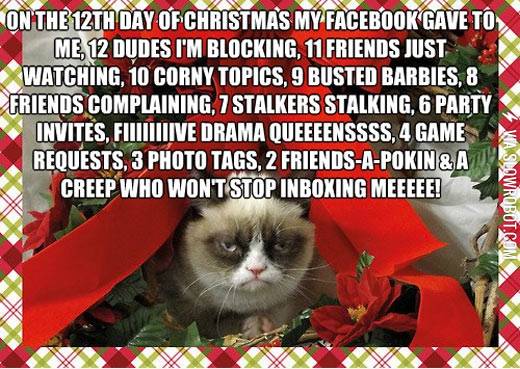 ON THE 12TH DAY OF CHRISTMAS MY FACEBOOK GAVE TO
ME, 12 DUDES I'M BLOCKING, 11 FRIENDS JUST
WATCHING, 10 CORNY TOPICS, 9 BUSTED BARBIES, 8
FRIENDS COMPLAINING, 7 STALKERS STALKING, 6 PARTY
INVITES, FIIIIIIIIVE DRAMA QUEEEENSSSS, 4 GAME
REQUESTS, 3 PHOTO TAGS, 2 FRIENDS-A-POKIN & A
CREEP WHO WON'T STOP INBOXING MEEEEE!
VIA SLOWROBOT.COM